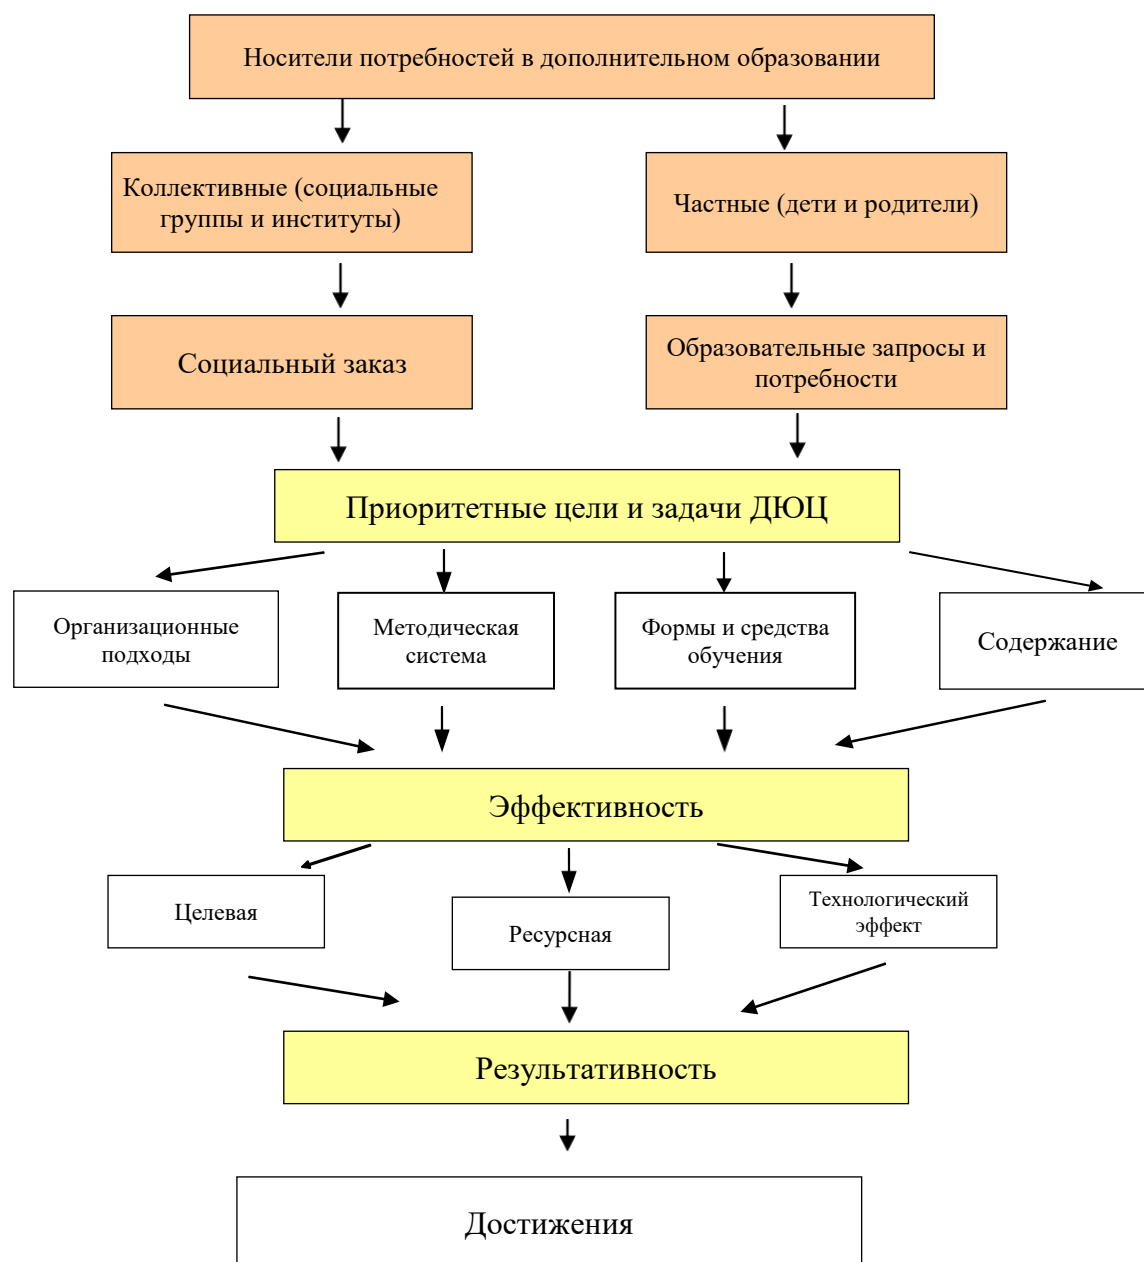 Носители потребностей в дополнительном образовании
Коллективные (социальные
группы и институты)
Частные (дети и родители)
Социальный заказ
Образовательные запросы и
потребности
Приоритетные цели и задачи ДЮЦ
Организационные
подходы
Методическая
система
Формы и средства
обучения
Содержание
Эффективность
Целевая
Ресурсная
Технологический
эффект
Результативность
Достижения